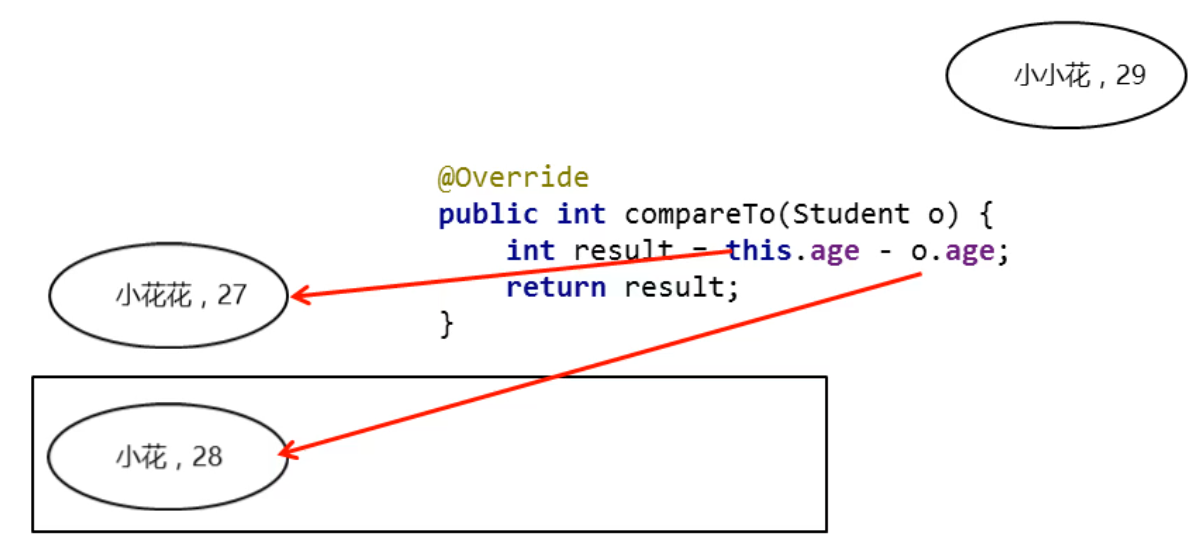 小小花，29
@Override
public int compareTo(Student o) {
    int result = this.age - o.age;
    return result;
}
小花花，27
小花，28